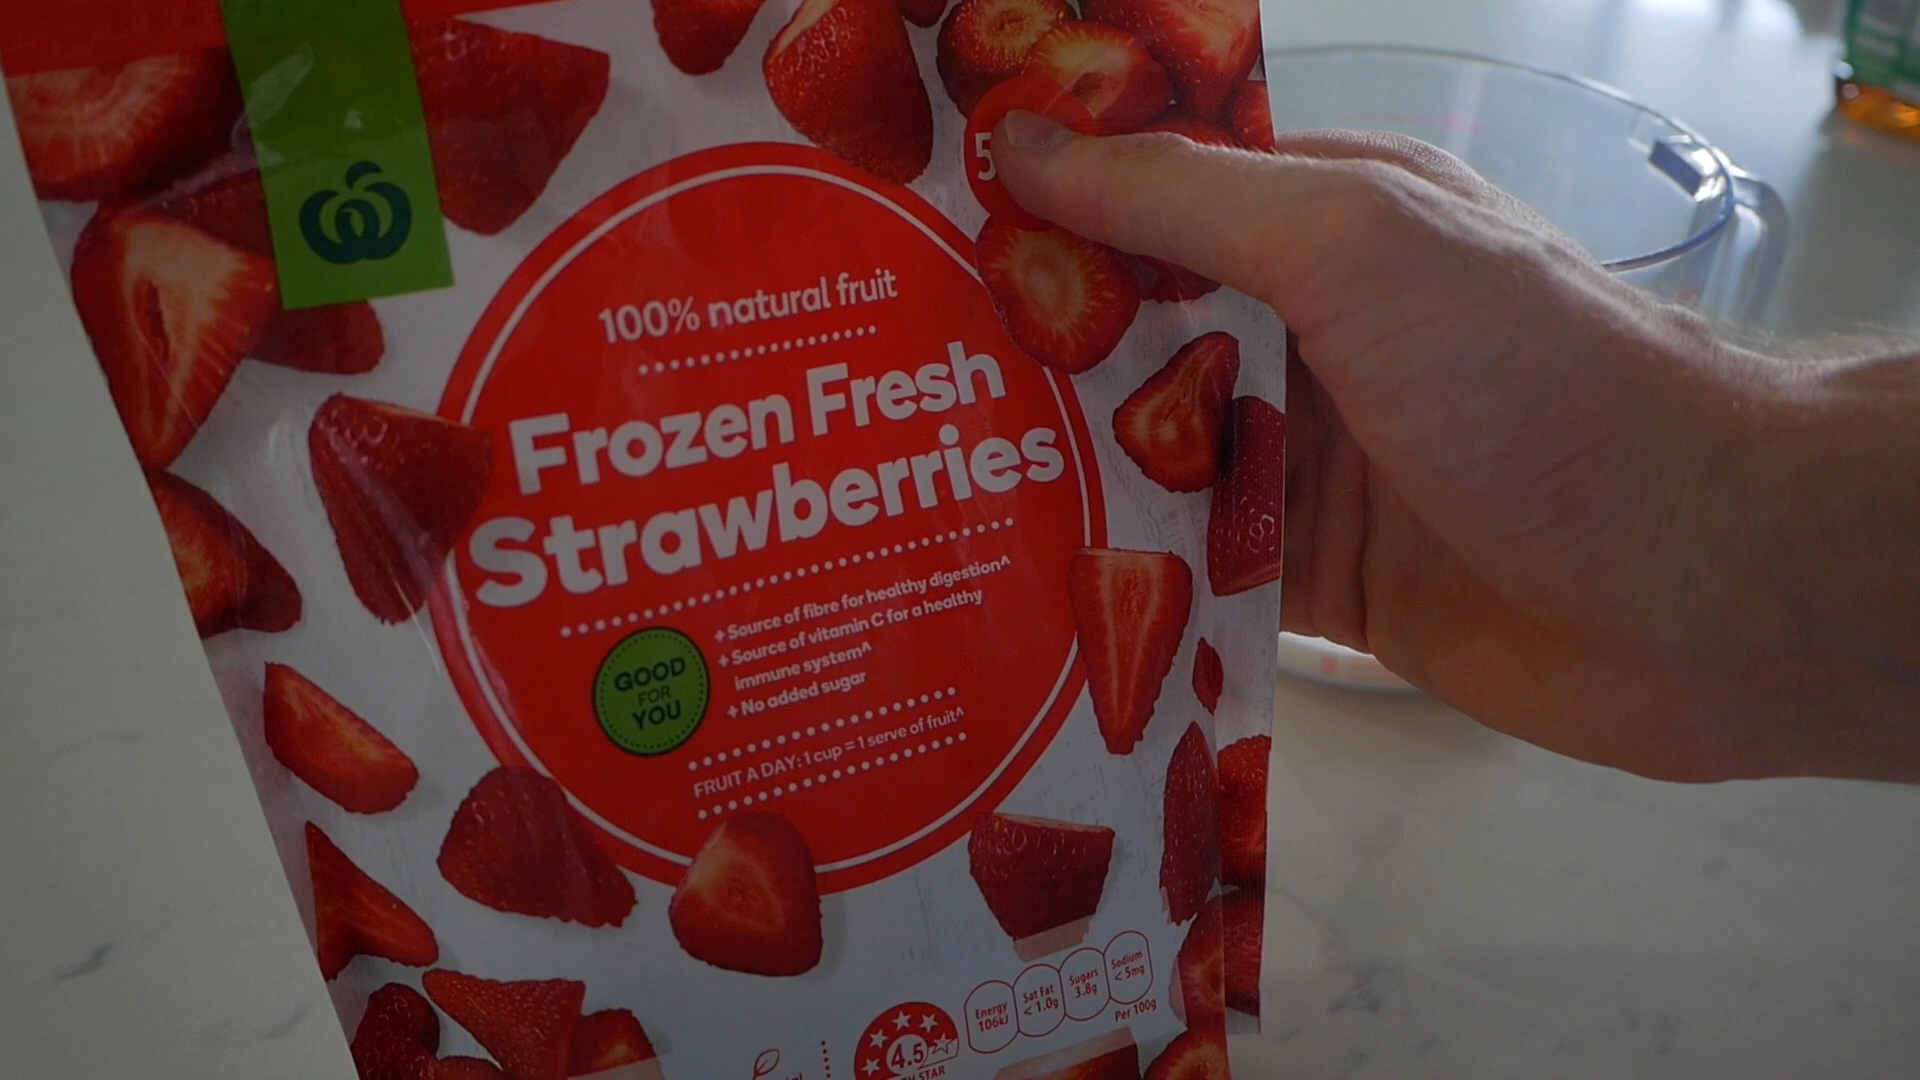 5
100% natural fruit
Frozen Fresh
Strawberries
+ Source of fibre for healthy digestion^
+ Source of vitamin C for a healthy
immune system^
+ No added sugar
GOOD
FOR
YOU
FRUIT A DAY: 1 cup = 1 serve of fruit^
Energy
106kJ
Sat Fat
< 1.0g
Sugars
3.8g
Sodium
< 5mg
Per 100g
4.5
STAR